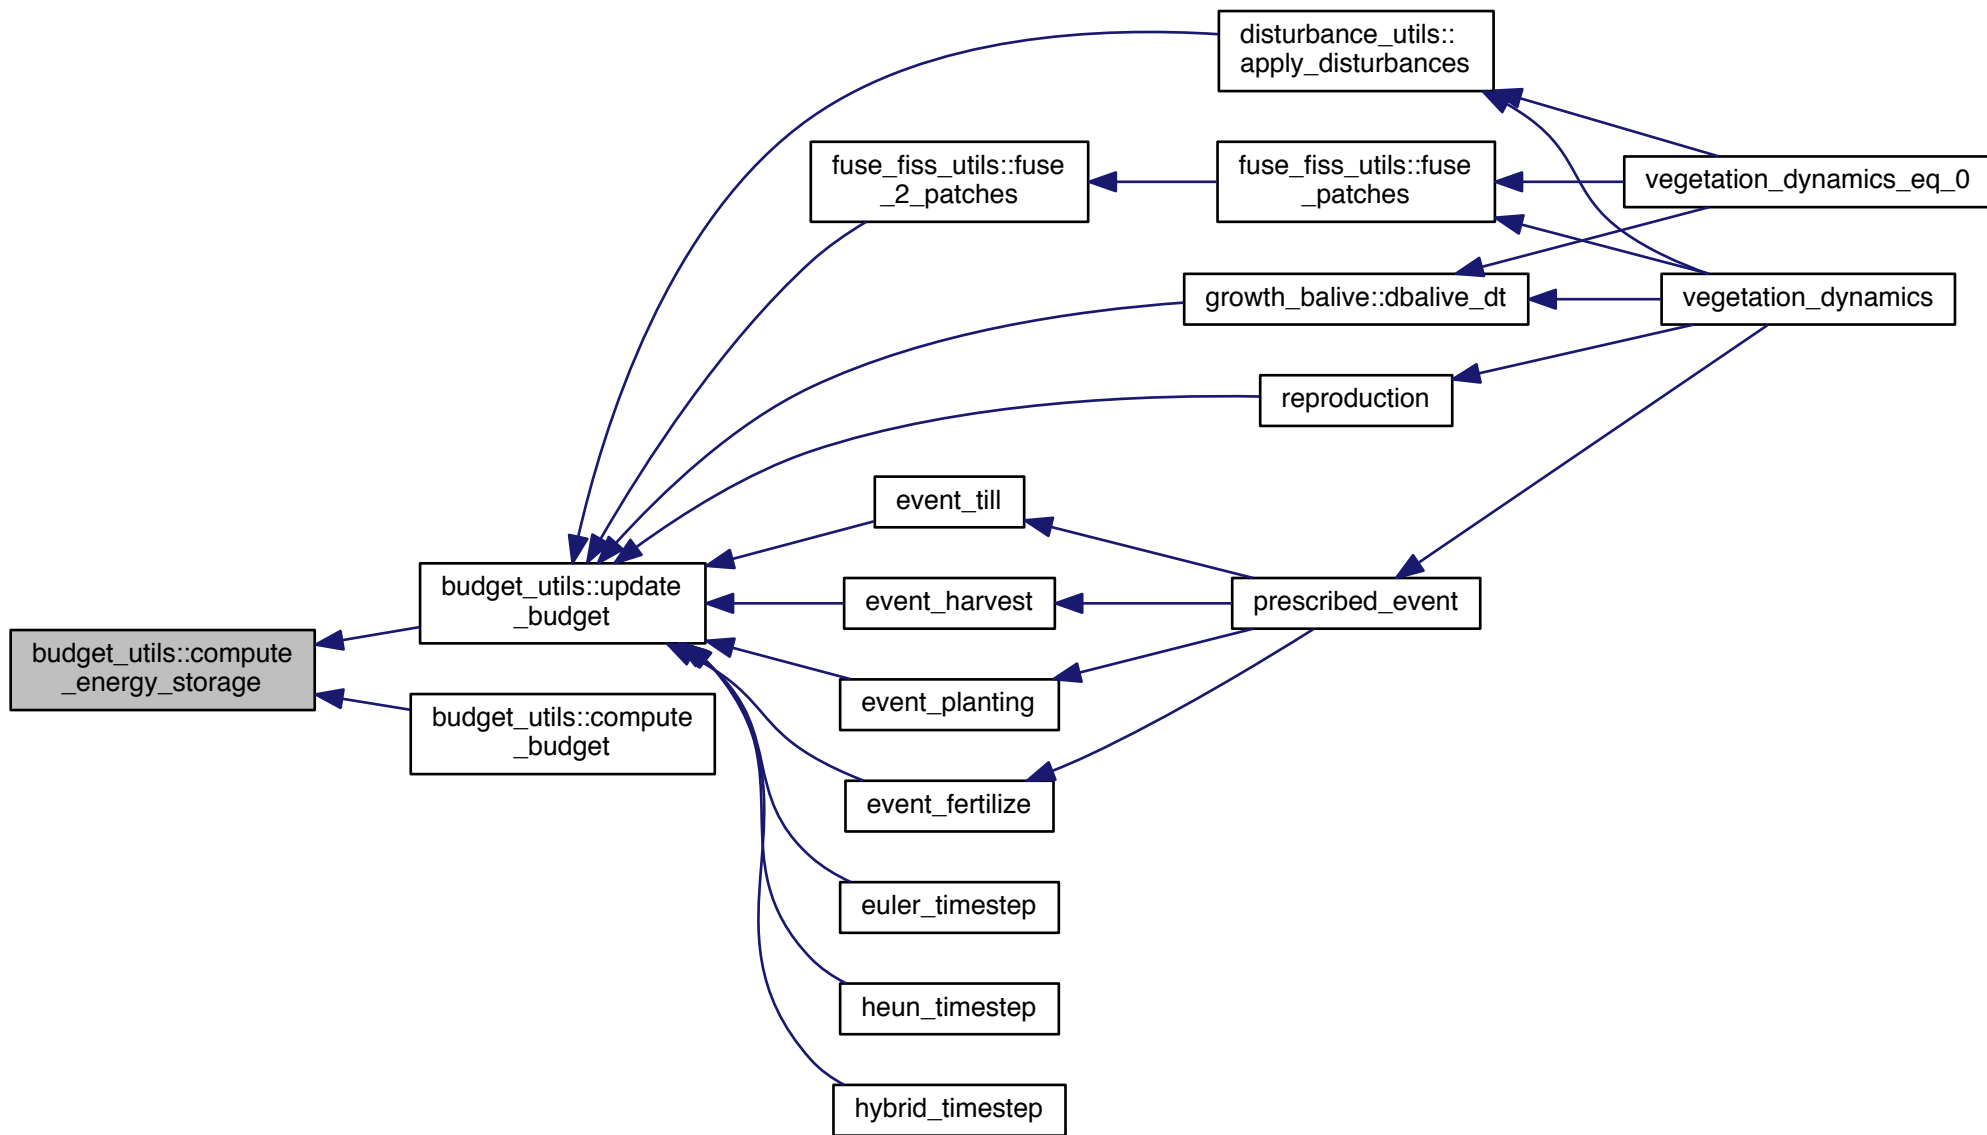 disturbance_utils::
apply_disturbances
fuse_fiss_utils::fuse
_2_patches
fuse_fiss_utils::fuse
_patches
vegetation_dynamics_eq_0
growth_balive::dbalive_dt
vegetation_dynamics
reproduction
event_till
budget_utils::update
_budget
event_harvest
prescribed_event
budget_utils::compute
_energy_storage
event_planting
budget_utils::compute
_budget
event_fertilize
euler_timestep
heun_timestep
hybrid_timestep